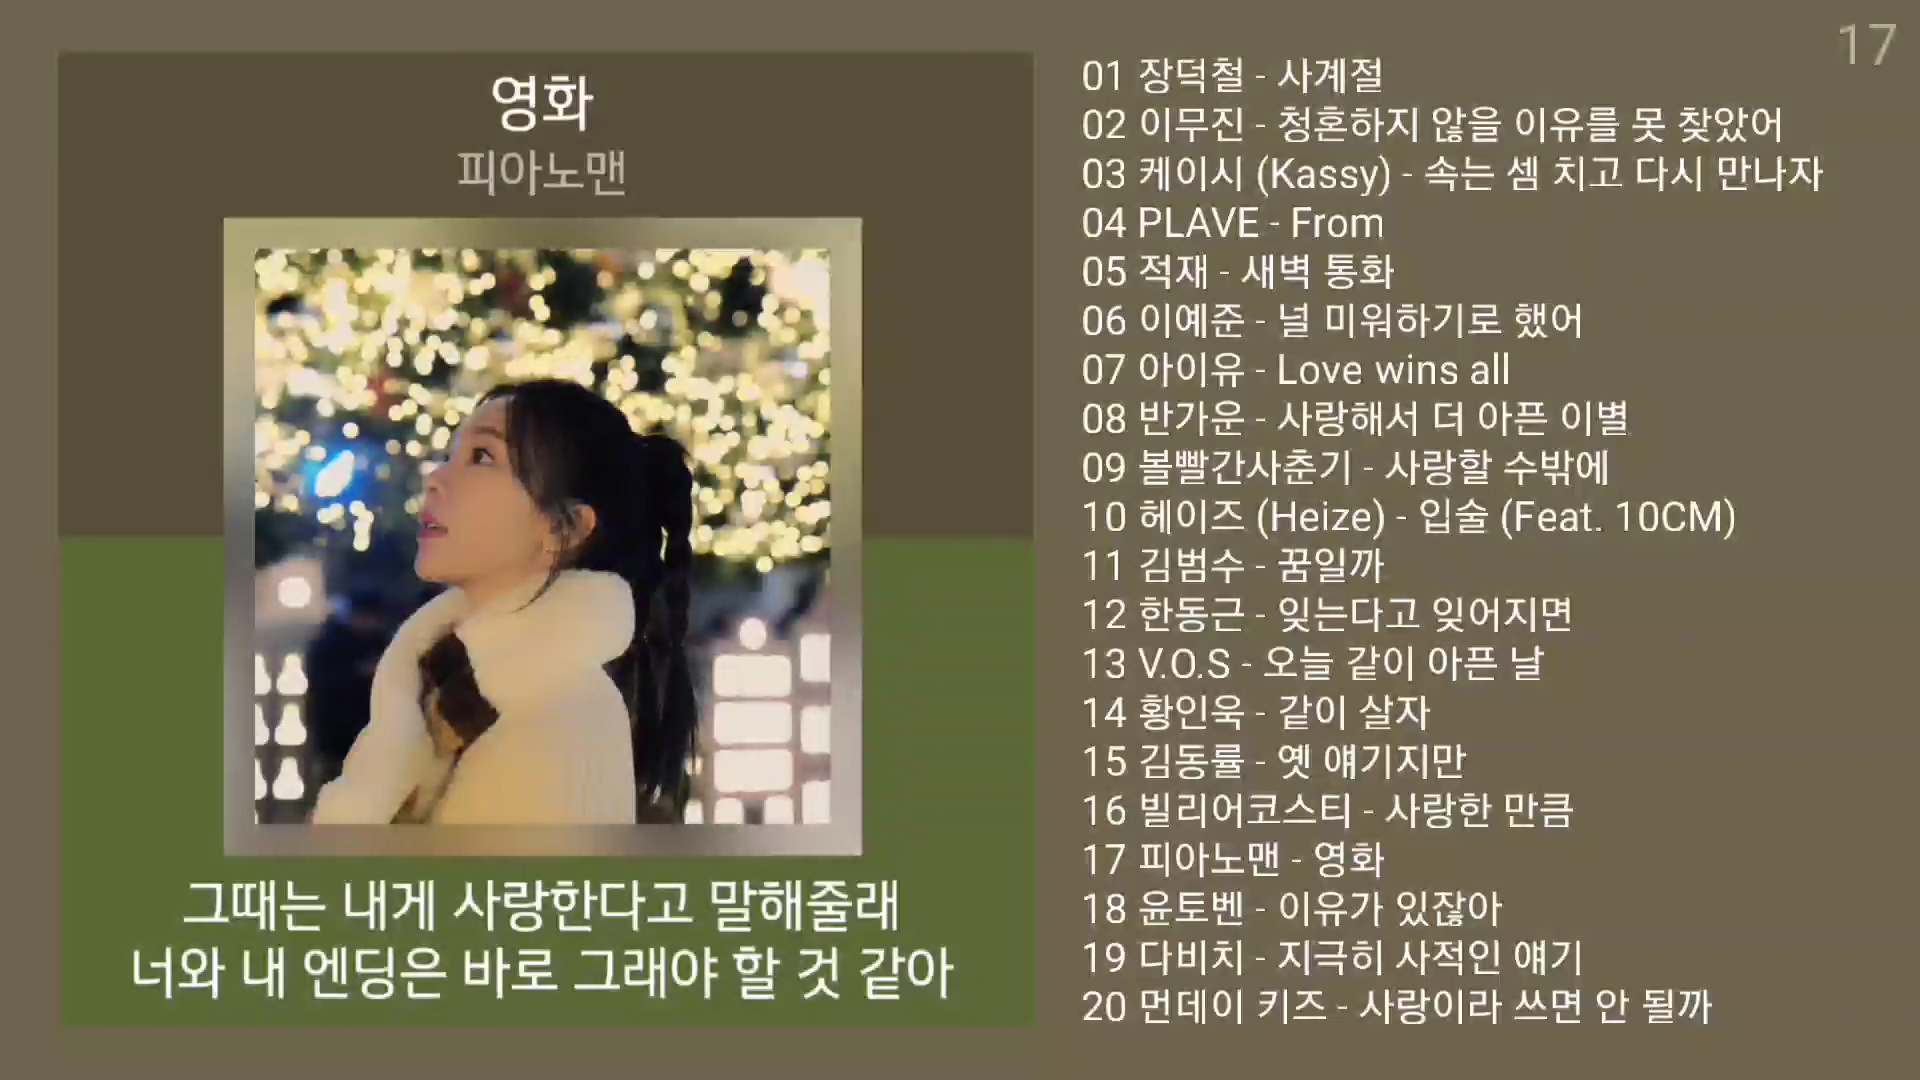 영화
피아노맨
그때는 내게 사랑한다고 말해줄래
너와 내 엔딩은 바로 그래야 할 것 같아
17
01 장덕철 - 사계절
02 이무진 - 청혼하지 않을 이유를 못 찾았어
03 케이시 (Kassy) - 속는 셈 치고 다시 만나자
04 PLAVE - From
05 적재 - 새벽 통화
06 이예준 - 널 미워하기로 했어
07 아이유 - Love wins all
08 반가운 - 사랑해서 더 아픈 이별
09 볼빨간사춘기 - 사랑할 수밖에
10 헤이즈 (Heize) - 입술 (Feat. 10CM)
11 김범수 - 꿈일까
12 한동근 - 잊는다고 잊어지면
13 V.O.S - 오늘 같이 아픈 날
14 황인욱 - 같이 살자
15 김동률 - 옛 얘기지만
16 빌리어코스티 - 사랑한 만큼
17 피아노맨 - 영화
18 윤토벤 - 이유가 있잖아
19 다비치 - 지극히 사적인 얘기
20 먼데이 키즈 - 사랑이라 쓰면 안 될까